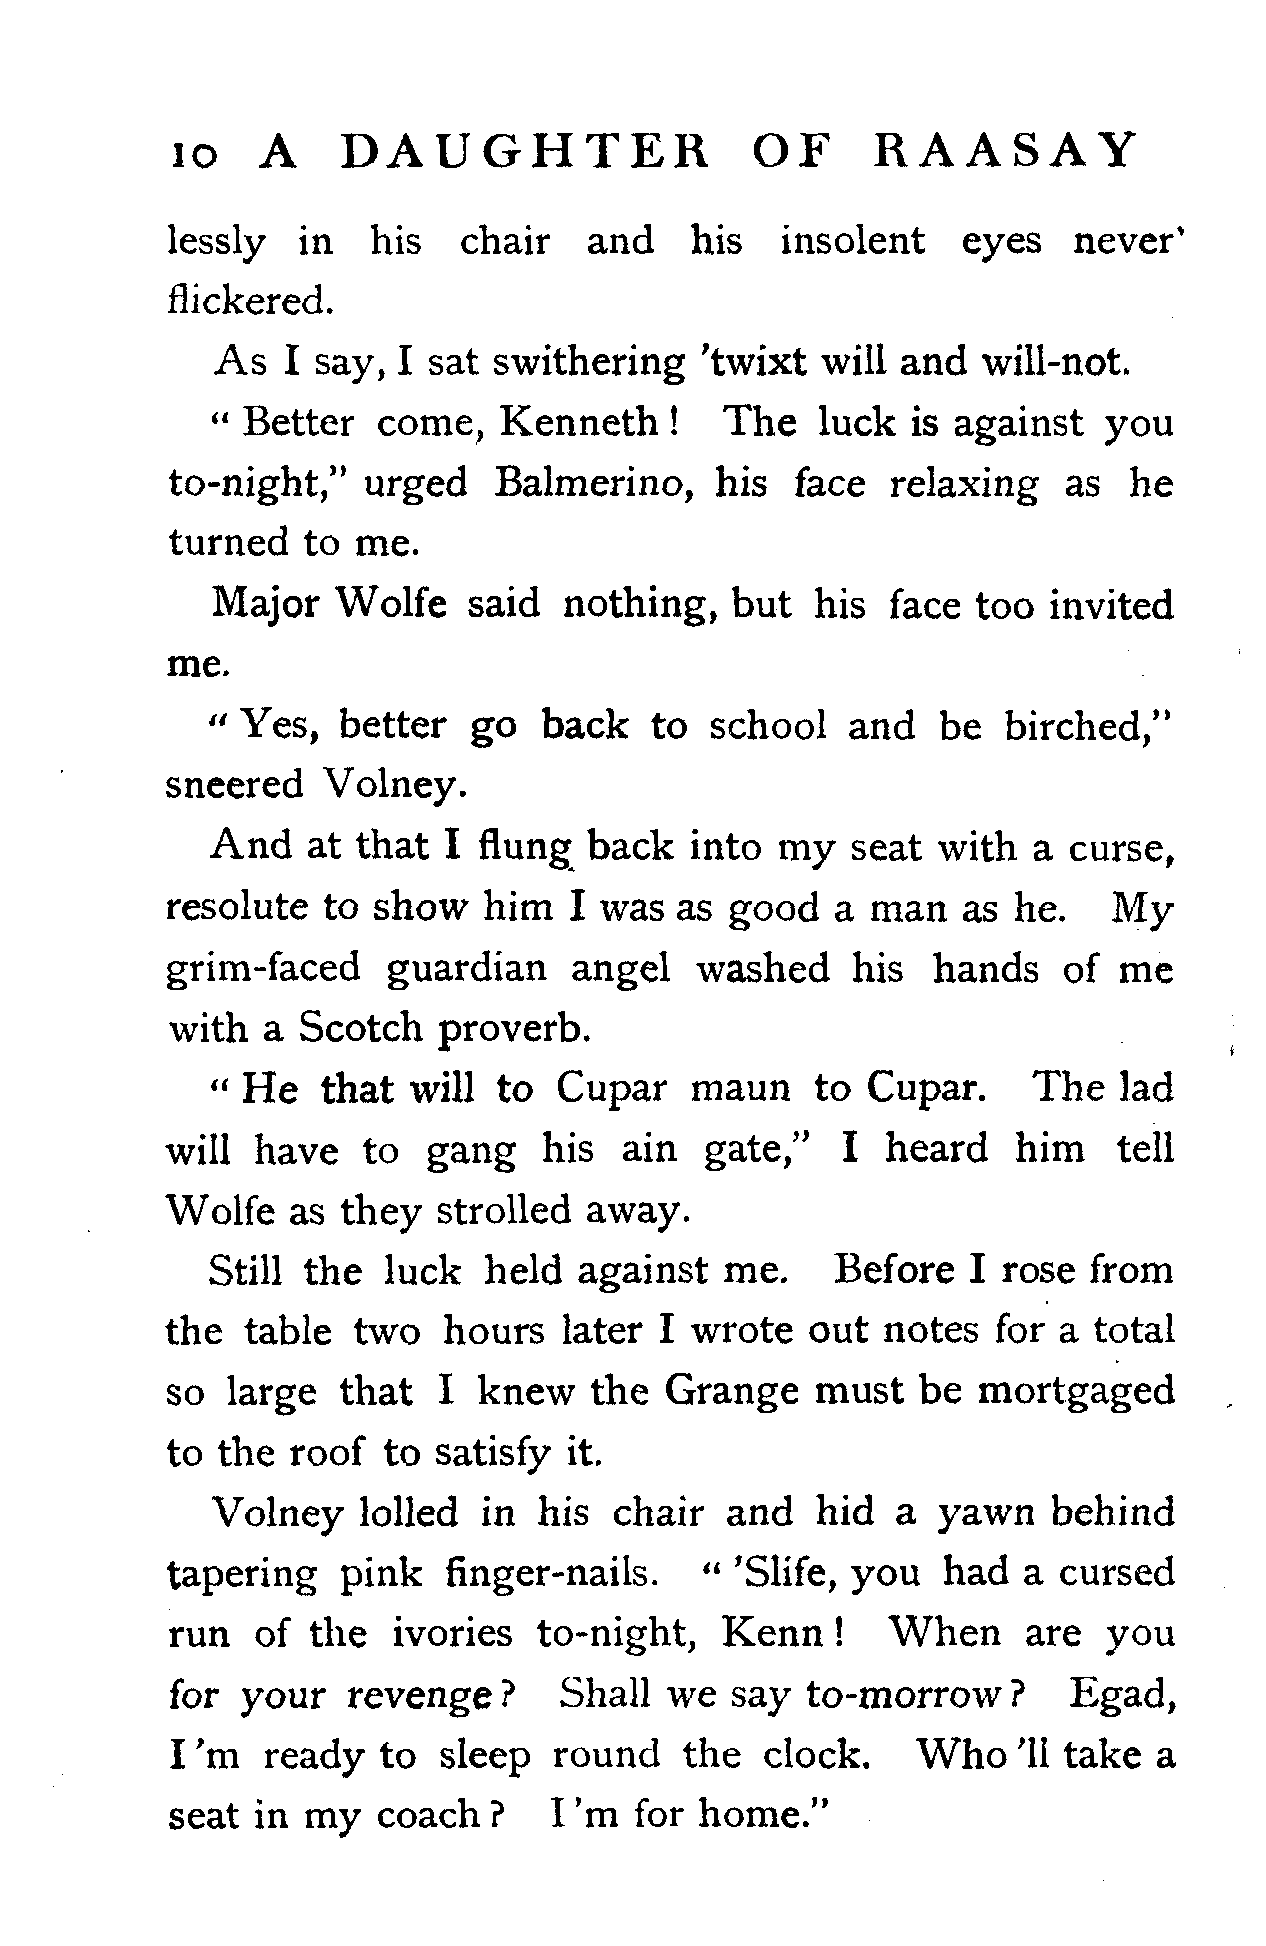 10 A DAUGHTER OF RAASAY
lessly in his chair and his insolent eyes never
flickered.
As I say, I sat swithering 'twixt will and will-not.
" Better come, Kenneth ! The luck is against you
to-night," urged Balmerino, his face relaxing as he
turned to me.
Major Wolfe said nothing, but his face too invited
me.
" Yes, better go back to school and be birched,"
sneered Volney.
And at that I flung back into my seat with a curse,
resolute to show him I was as good a man as he. My
grim-faced guardian angel washed his hands of me
with a Scotch proverb.
" He that will to Cupar maun to Cupar. The lad
will have to gang his ain gate," I heard him tell
Wolfe as they strolled away.
Still the luck held against me. Before I rose from
the table two hours later I wrote out notes for a total
so large that I knew the Grange must be mortgaged
to the roof to satisfy it.
Volney lolled in his chair and hid a yawn behind
tapering pink finger-nails. " 'Slife, you had a cursed
run of the ivories to-night, Kenn ! When are you
for your revenge ? Shall we say to-morrow ? Egad,
I 'm ready to sleep round the clock. Who 'll take a
seat in my coach ? I 'm for home."